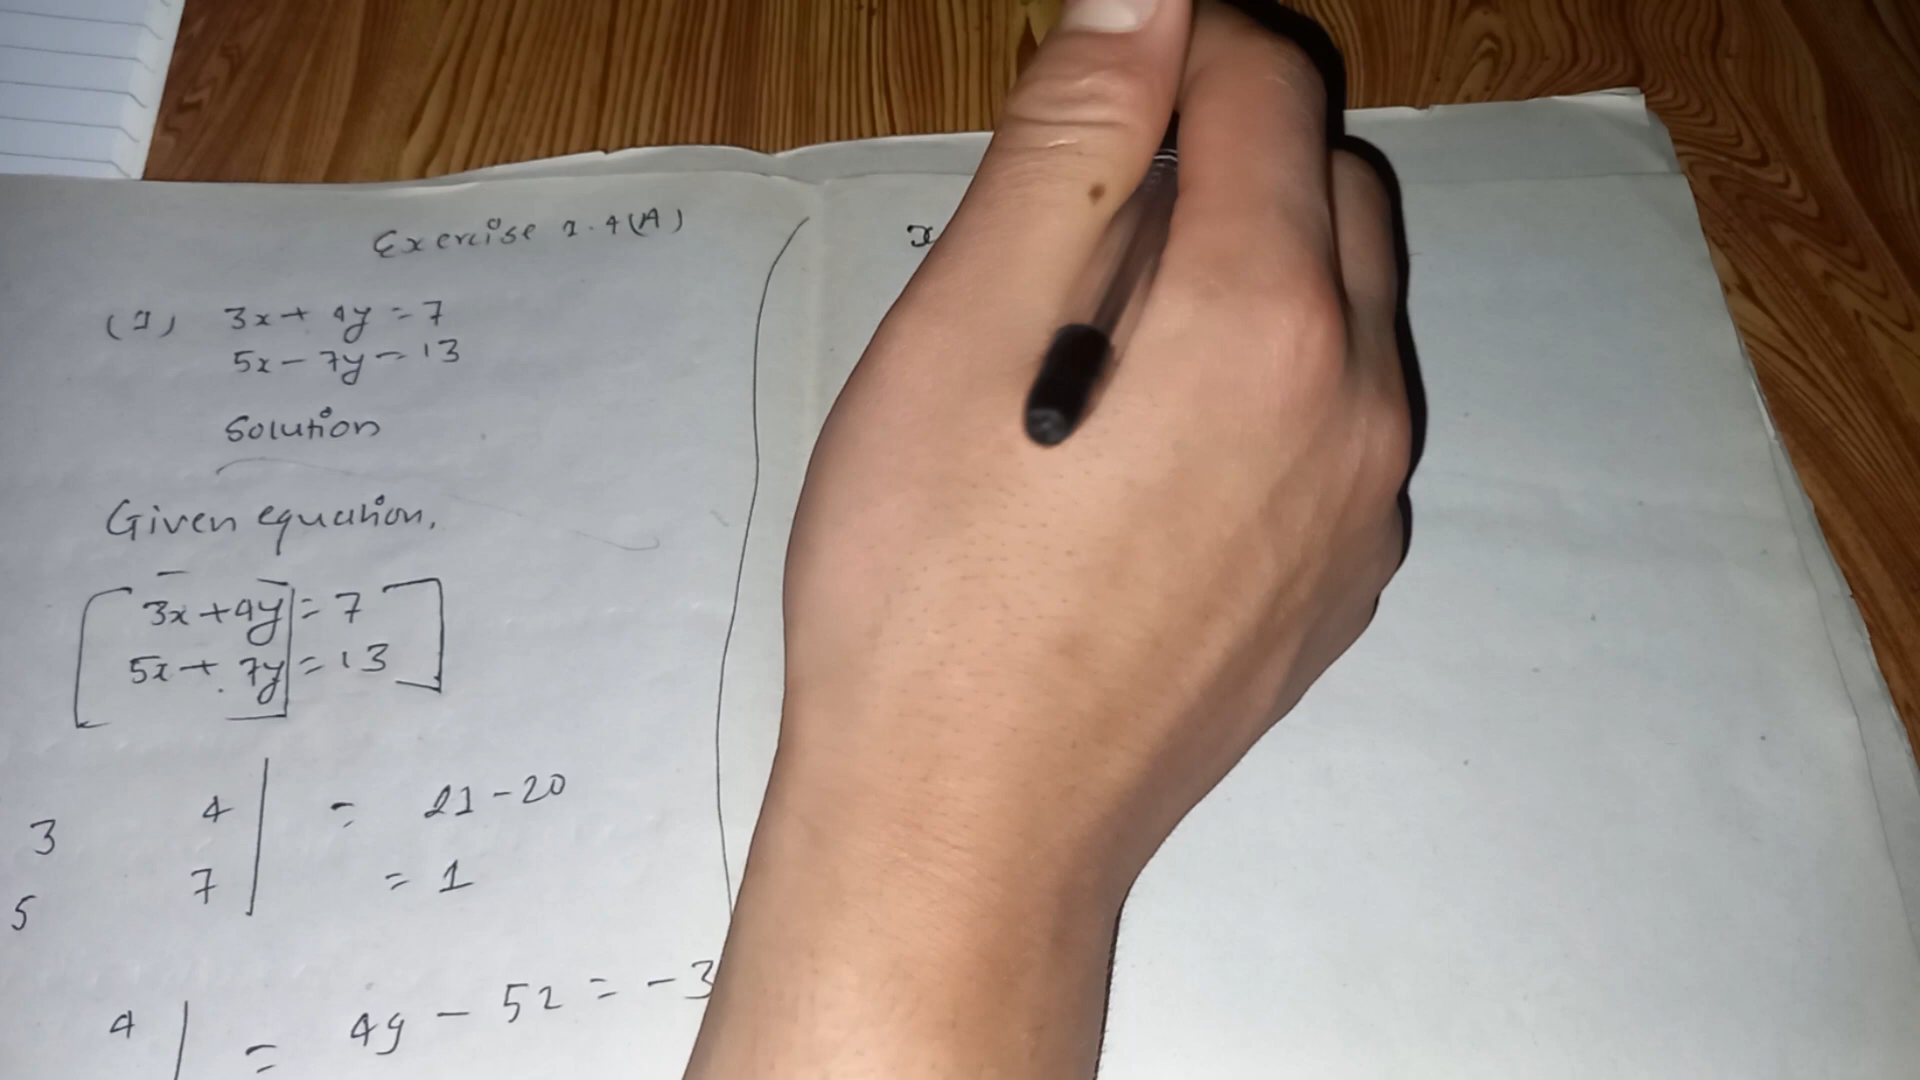 Exercise 1.4(A)
(1) 3x + 4y = 7
5x - 7y = 13
Solution
Given equation,
3x + 4y = 7
5x + 7y = 13
3 4 = 21 - 20
5 7 = 1
4 = 49 - 52 = -3
x